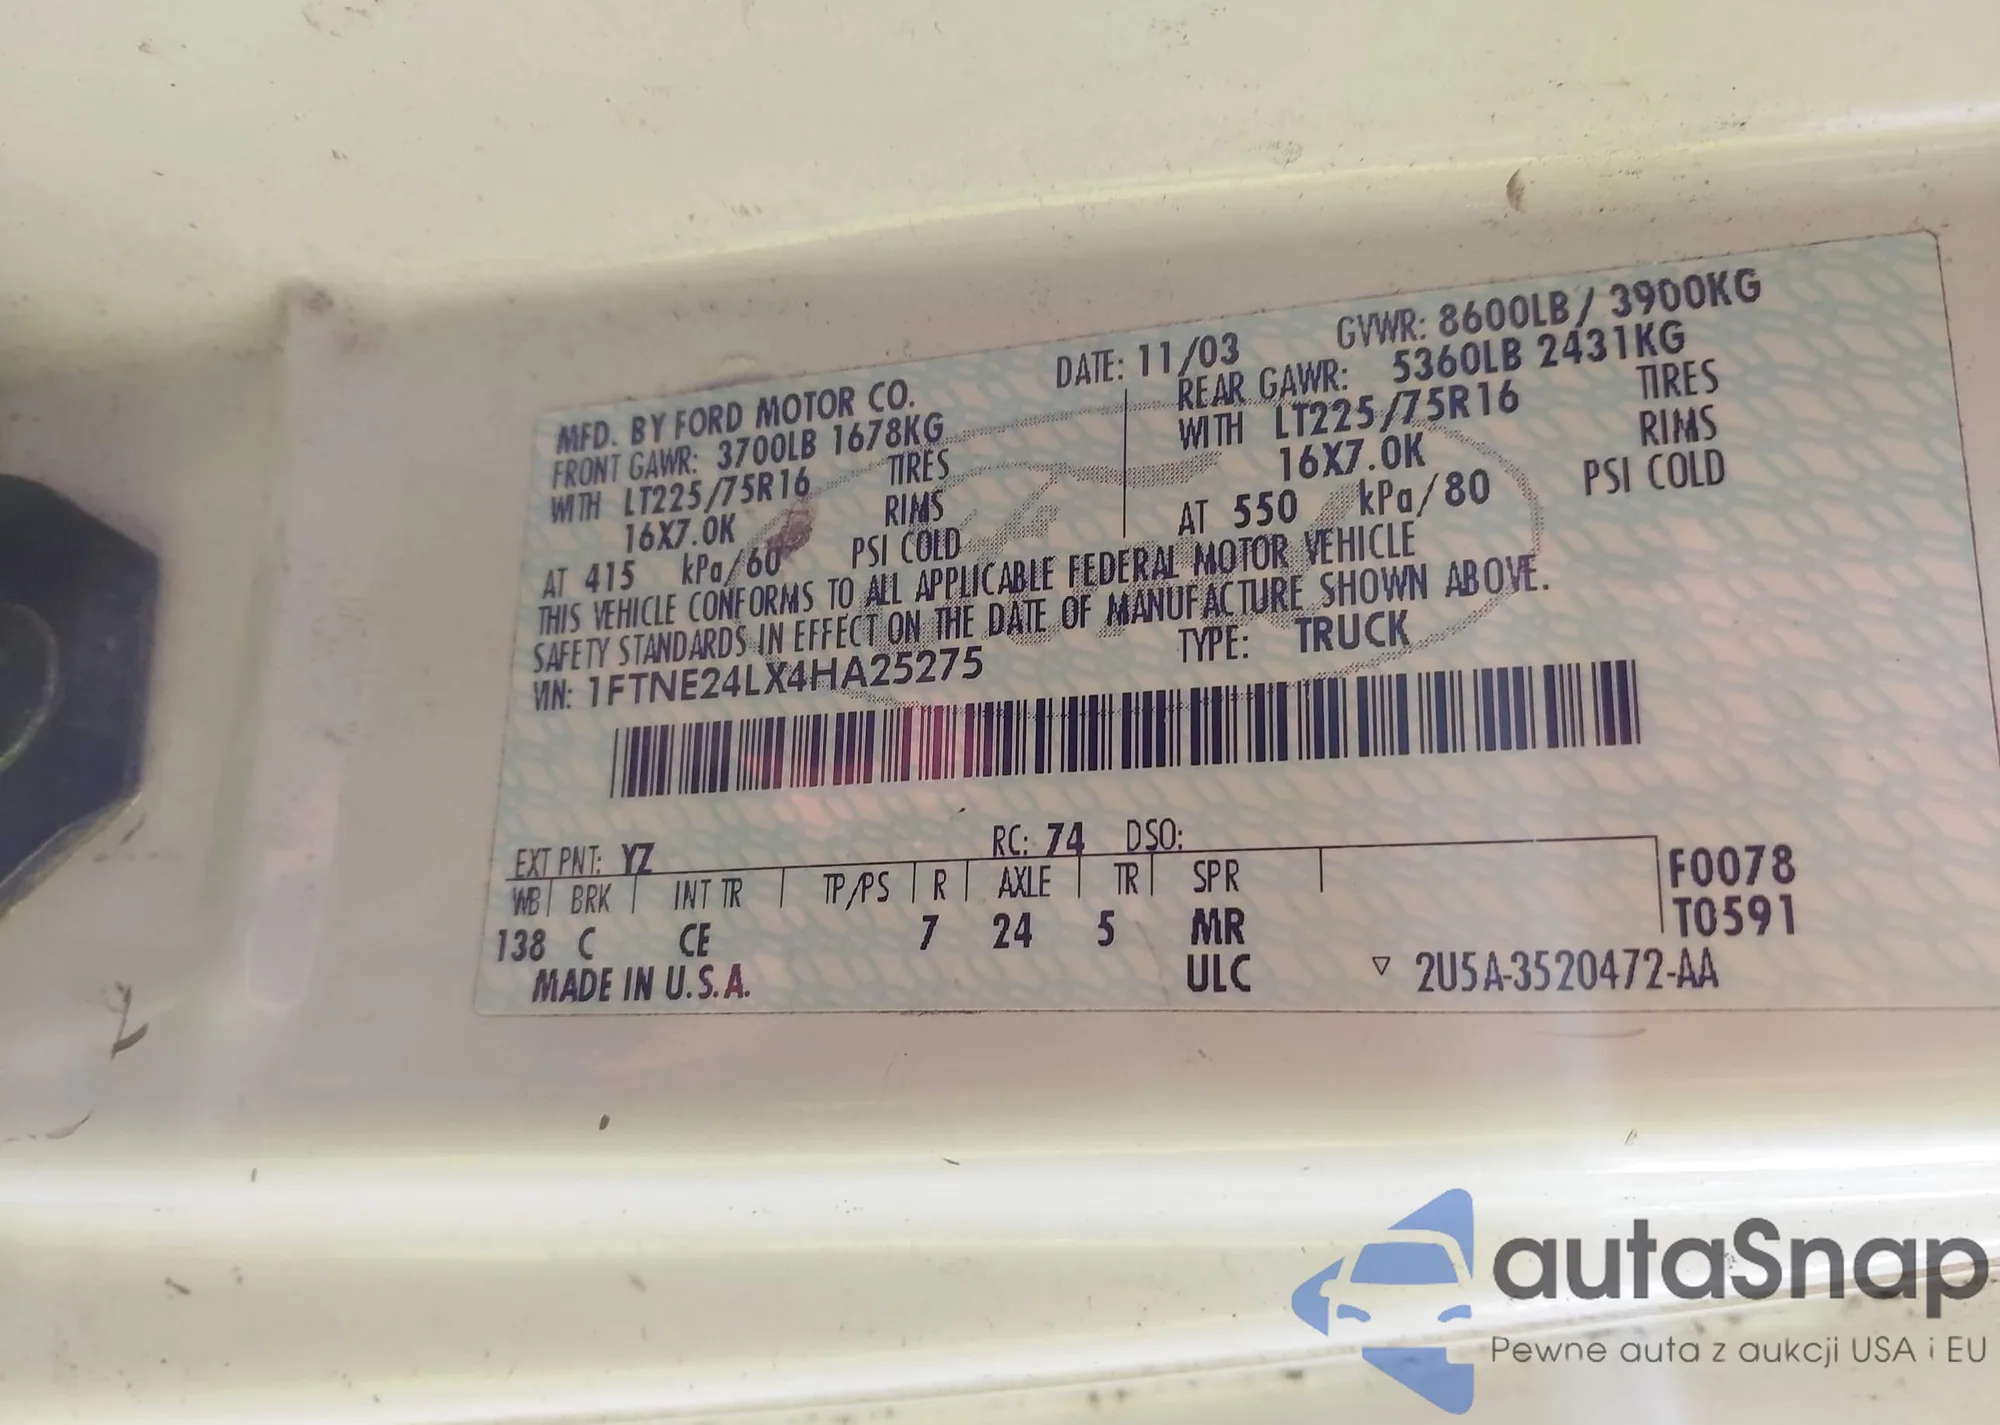 MFD. BY FORD MOTOR CO. DATE: 11/03 GVWR: 8600LB / 3900KG
FRONT GAWR: 3700LB 1678KG REAR GAWR: 5360LB 2431KG
WITH LT225/75R16 TIRES WITH LT225/75R16 TIRES
16X7.0K RIMS 16X7.0K RIMS
AT 415 kPa/60 PSI COLD AT 550 kPa/80 PSI COLD
THIS VEHICLE CONFORMS TO ALL APPLICABLE FEDERAL MOTOR VEHICLE
SAFETY STANDARDS IN EFFECT ON THE DATE OF MANUFACTURE SHOWN ABOVE.
VIN: 1FTNE24LX4HA25275 TYPE: TRUCK
EXT PNT: YZ RC: 74 DSO:
WB BRK INT TR TP/PS R AXLE TR SPR F0078
138 C CE 7 24 5 MR T0591
MADE IN U.S.A. ULC ▽ 2U5A-3520472-AA
autaSnap
Pewne auta z aukcji USA i EU